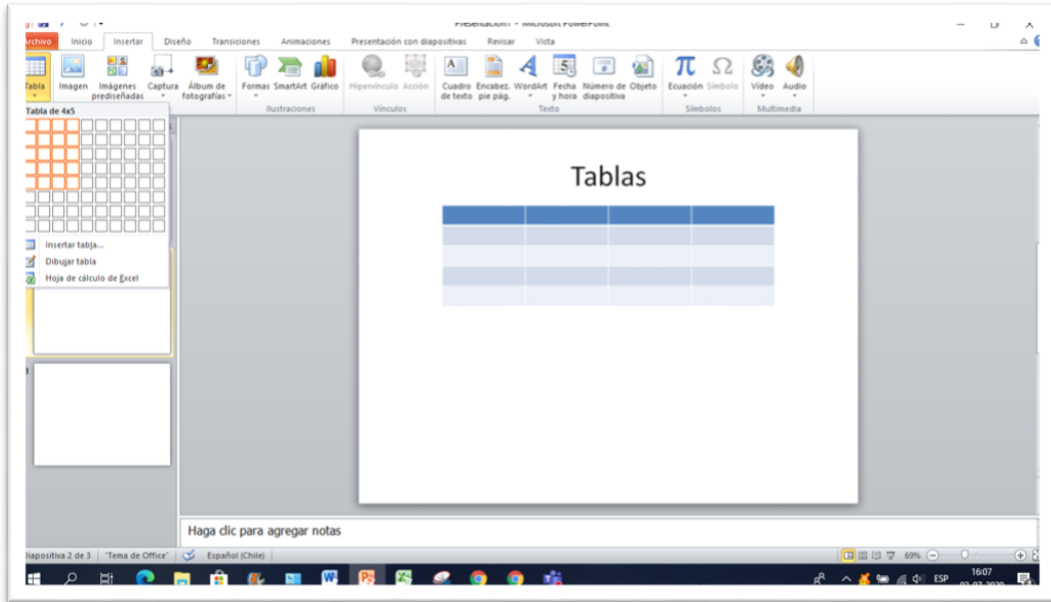 Presentación1 - Microsoft PowerPoint
Archivo Inicio Insertar Diseño Transiciones Animaciones Presentación con diapositivas Revisar Vista
Tabla Imagen Imágenes prediseñadas Captura Álbum de fotografías Formas SmartArt Gráfico Hipervínculo Acción Cuadro de texto Encabez. pie pág. WordArt Fecha y hora Número de diapositiva Objeto Ecuación Símbolo Vídeo Audio
Ilustraciones Vínculos Texto Símbolos Multimedia
Tabla de 4x5
Insertar tabla...
Dibujar tabla
Hoja de cálculo de Excel
Tablas
Haga clic para agregar notas
Diapositiva 2 de 3 "Tema de Office" Español (Chile) 69%
ESP 16:07
02-07-2020